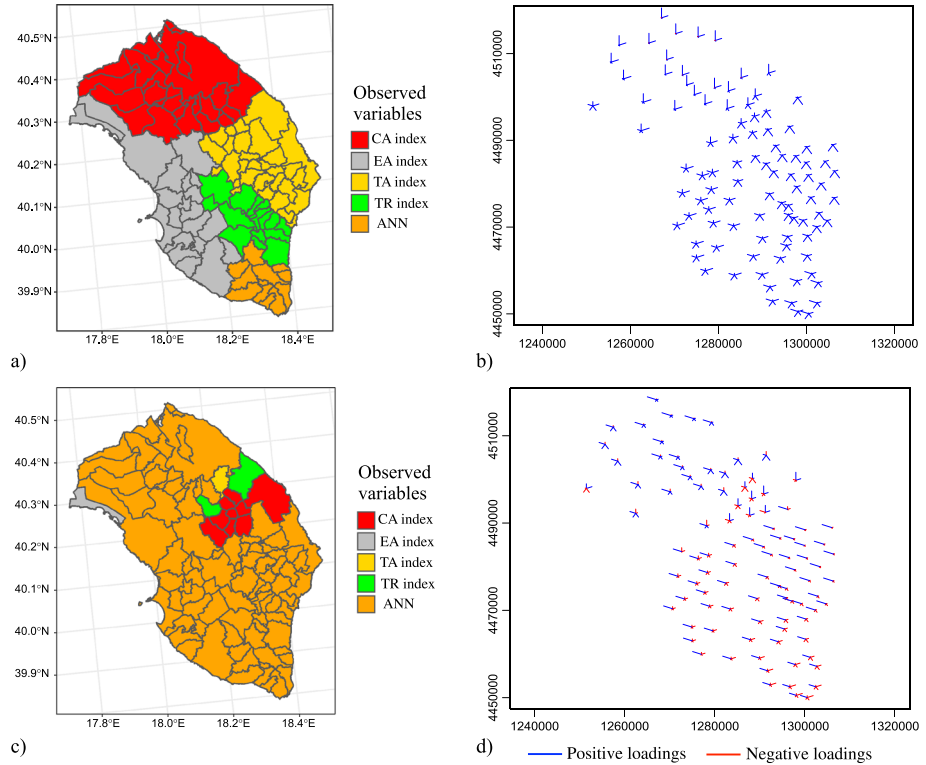 40.5°N
40.4°N
40.3°N
40.2°N
40.1°N
40.0°N
39.9°N
17.8°E
18.0°E
18.2°E
18.4°E
Observed
variables
CA index
EA index
TA index
TR index
ANN
a)
4510000
4490000
4470000
4450000
1240000
1260000
1280000
1300000
1320000
b)
40.5°N
40.4°N
40.3°N
40.2°N
40.1°N
40.0°N
39.9°N
17.8°E
18.0°E
18.2°E
18.4°E
Observed
variables
CA index
EA index
TA index
TR index
ANN
c)
4510000
4490000
4470000
4450000
1240000
1260000
1280000
1300000
1320000
d)
Positive loadings
Negative loadings